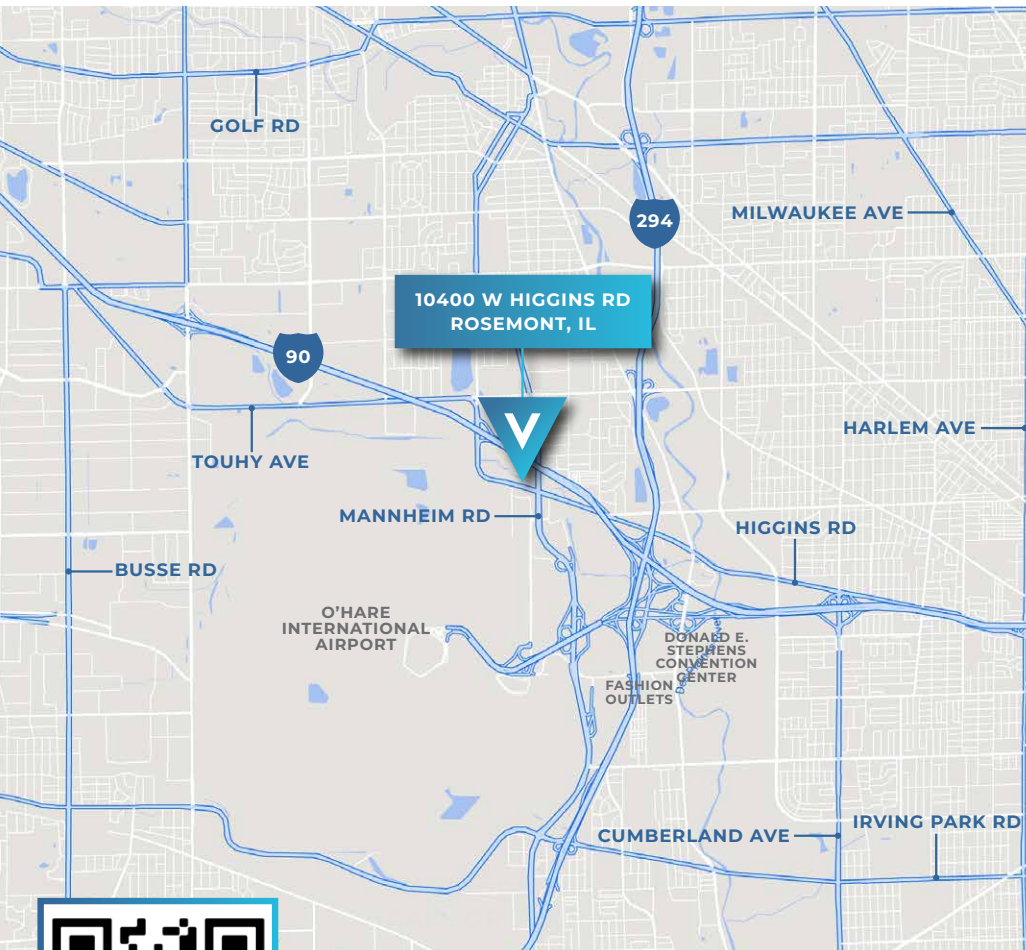 GOLF RD
294
MILWAUKEE AVE
10400 W HIGGINS RD
ROSEMONT, IL
90
HARLEM AVE
V
TOUHY AVE
MANNHEIM RD
HIGGINS RD
BUSSE RD
O'HARE
INTERNATIONAL
AIRPORT
DONALD E.
STEPHENS
CONVENTION
CENTER
FASHION
OUTLETS
CUMBERLAND AVE
IRVING PARK RD